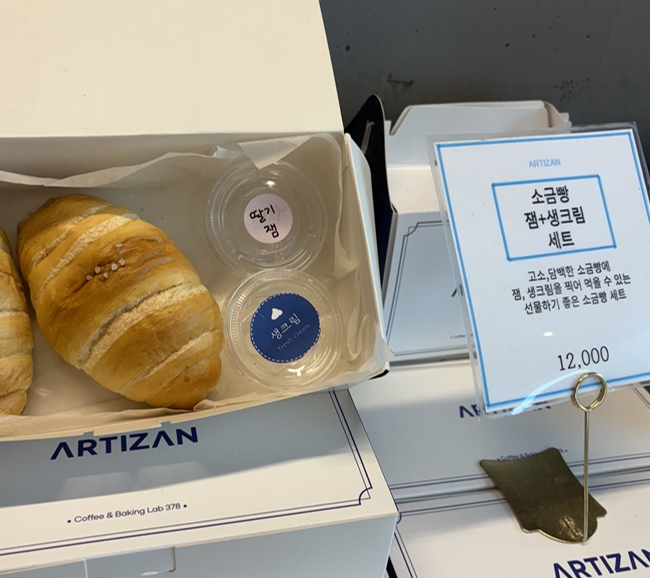 딸기
잼
생크림
fresh cream
ARTIZAN
• Coffee & Baking Lab 378 •
ARTIZAN
소금빵
잼+생크림
세트
고소,담백한 소금빵에
잼, 생크림을 찍어 먹을 수 있는
선물하기 좋은 소금빵 세트
12,000
ARTIZAN